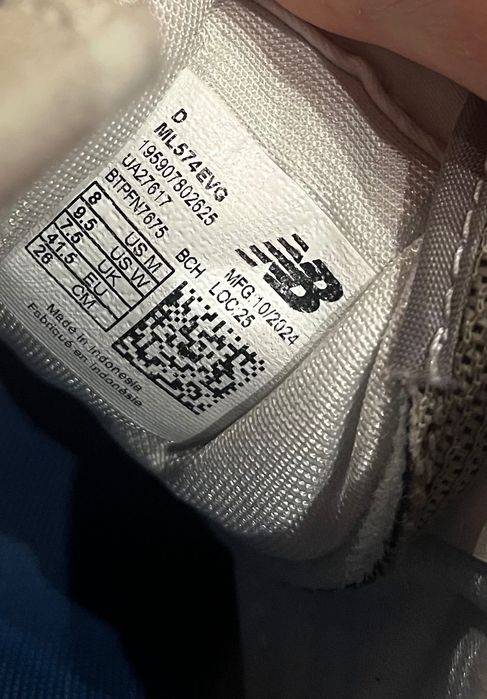 D
ML574EVG
195907802625
UA27617
BTPFN7675 BCH
MFG:10/2024
LOC:25
NB
8 US M
9.5 US W
7.5 UK
41.5 EU
26 CM
Made in Indonesia
Fabriqué en Indonésie